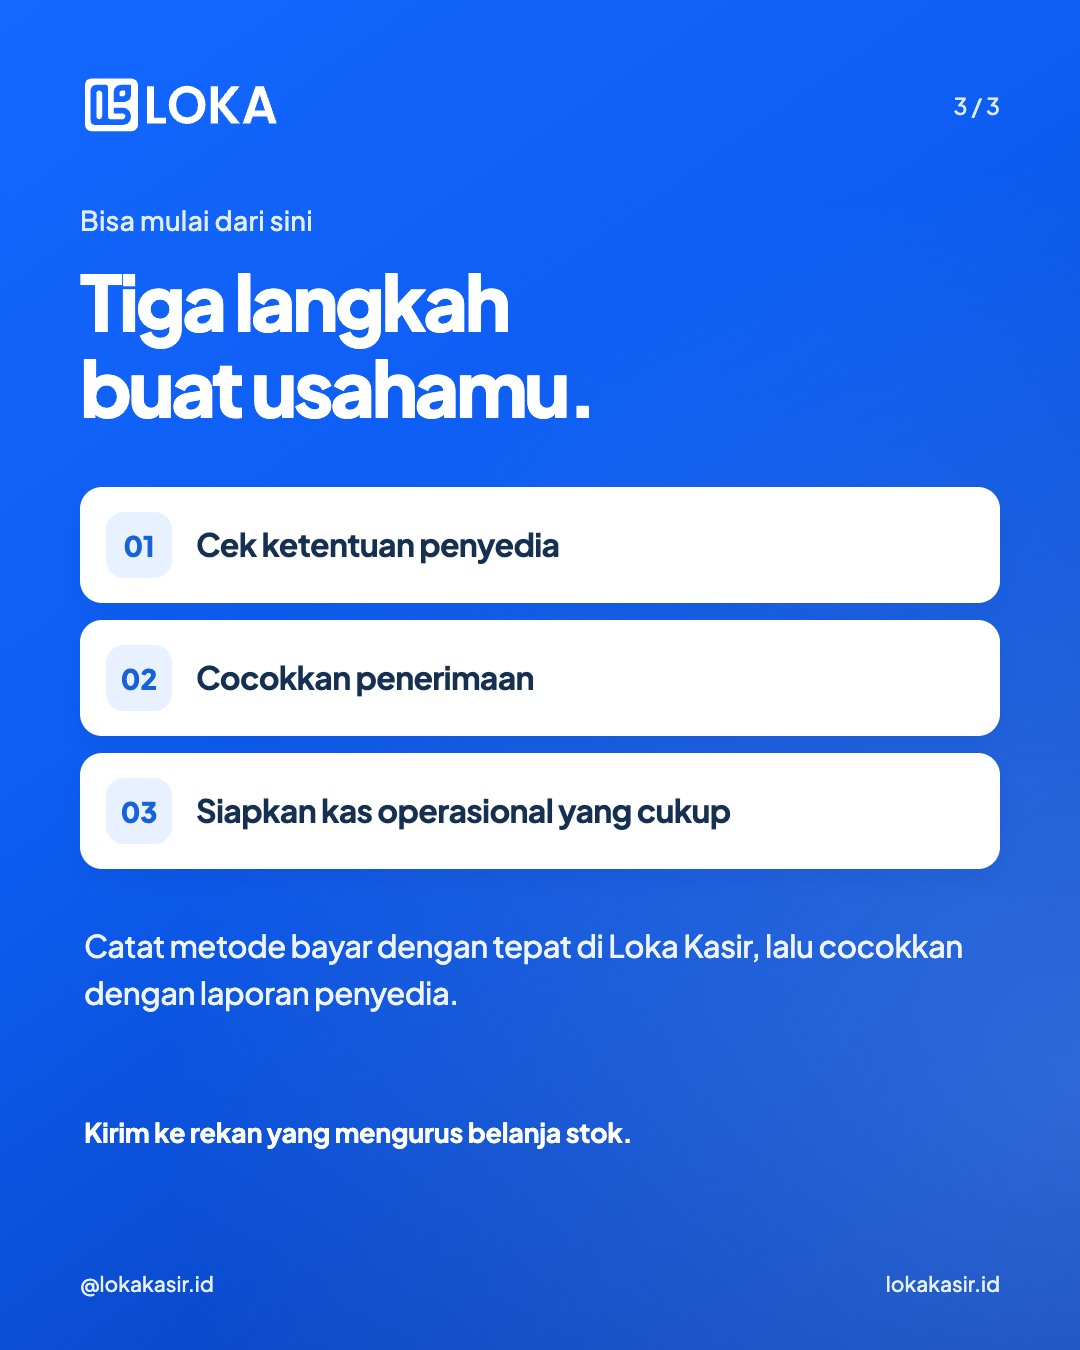 LOKA
3 / 3
Bisa mulai dari sini
Tiga langkah
buat usahamu.
01 Cek ketentuan penyedia
02 Cocokkan penerimaan
03 Siapkan kas operasional yang cukup
Catat metode bayar dengan tepat di Loka Kasir, lalu cocokkan
dengan laporan penyedia.
Kirim ke rekan yang mengurus belanja stok.
@lokakasir.id
lokakasir.id